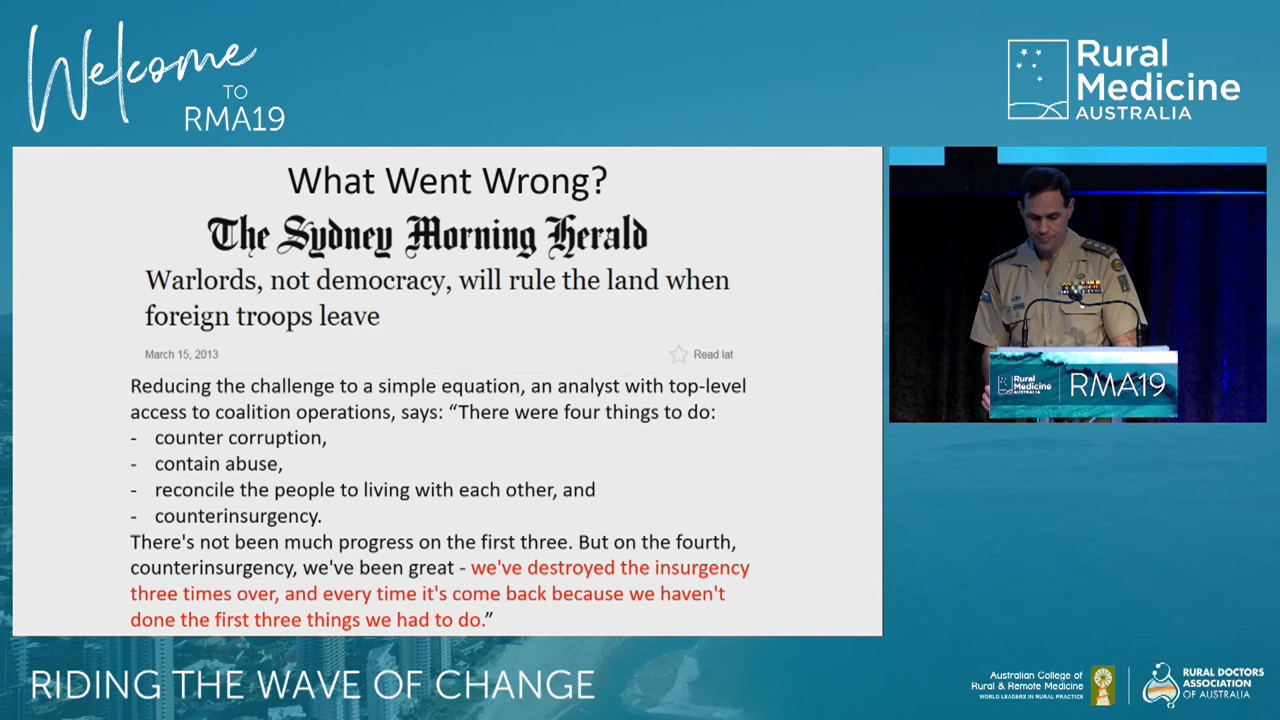 Welcome
TO
RMA19
Rural
Medicine
AUSTRALIA
What Went Wrong?
The Sydney Morning Herald
Warlords, not democracy, will rule the land when
foreign troops leave
March 15, 2013
Read lat
Reducing the challenge to a simple equation, an analyst with top-level
access to coalition operations, says: “There were four things to do:
- counter corruption,
- contain abuse,
- reconcile the people to living with each other, and
- counterinsurgency.
There's not been much progress on the first three. But on the fourth,
counterinsurgency, we've been great - we've destroyed the insurgency
three times over, and every time it's come back because we haven't
done the first three things we had to do.”
Rural
Medicine
AUSTRALIA
RMA19
RIDING THE WAVE OF CHANGE
Australian College of
Rural & Remote Medicine
WORLD LEADERS IN RURAL PRACTICE
RURAL DOCTORS
ASSOCIATION
OF AUSTRALIA